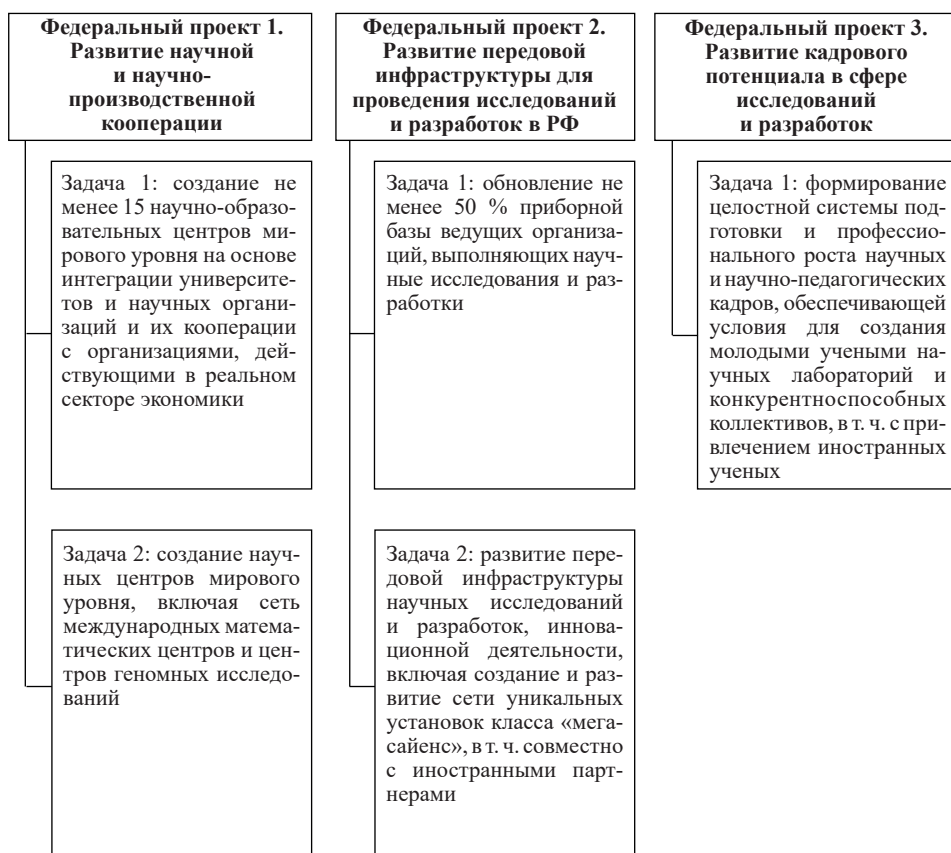 Федеральный проект 1.
Развитие научной
и научно-
производственной
кооперации
Задача 1: создание не
менее 15 научно-образо-
вательных центров ми-
рового уровня на основе
интеграции университе-
тов и научных органи-
заций и их кооперации
с организациями, дей-
ствующими в реальном
секторе экономики
Задача 2: создание науч-
ных центров мирового
уровня, включая сеть
международных матема-
тических центров и цен-
тров геномных исследо-
ваний
Федеральный проект 2.
Развитие передовой
инфраструктуры для
проведения исследований
и разработок в РФ
Задача 1: обновление не
менее 50 % приборной
базы ведущих организа-
ций, выполняющих науч-
ные исследования и раз-
работки
Задача 2: развитие пере-
довой инфраструктуры
научных исследований
и разработок, иннова-
ционной деятельности,
включая создание и раз-
витие сети уникальных
установок класса «мега-
сайенс», в т. ч. совместно
с иностранными парт-
нерами
Федеральный проект 3.
Развитие кадрового
потенциала в сфере
исследований
и разработок
Задача 1: формирование
целостной системы под-
готовки и профессио-
нального роста научных
и научно-педагогических
кадров, обеспечивающей
условия для создания
молодыми учеными на-
учных лабораторий и
конкурентноспособных
коллективов, в т. ч. с при-
влечением иностранных
ученых